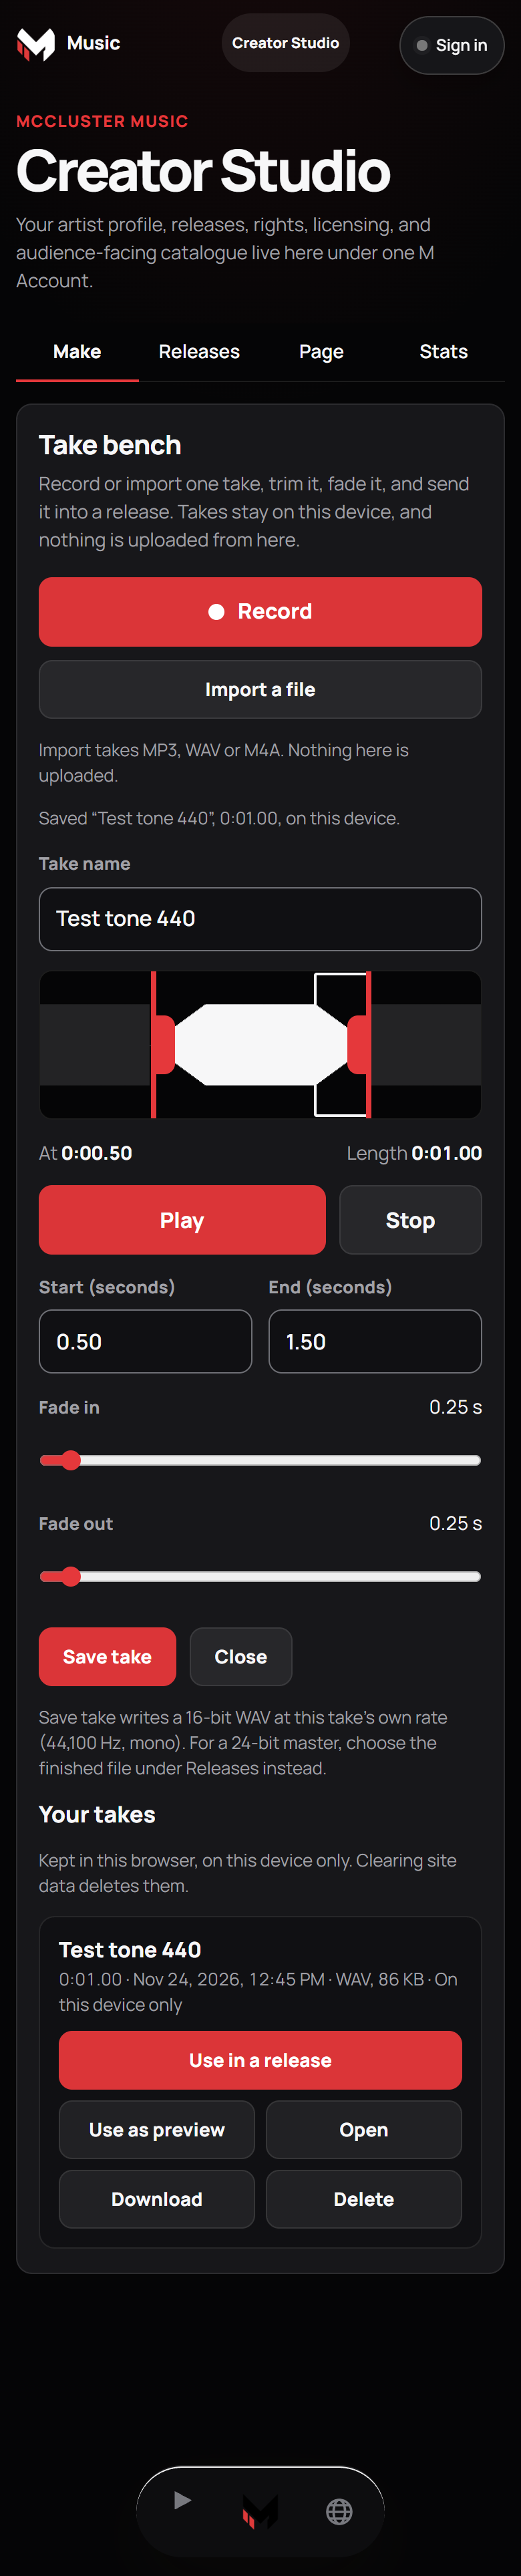 Music
Creator Studio
Sign in
MCCLUSTER MUSIC
Creator Studio
Your artist profile, releases, rights, licensing, and
audience-facing catalogue live here under one M
Account.
Make
Releases
Page
Stats
Take bench
Record or import one take, trim it, fade it, and send
it into a release. Takes stay on this device, and
nothing is uploaded from here.
Record
Import a file
Import takes MP3, WAV or M4A. Nothing here is
uploaded.
Saved “Test tone 440”, 0:01.00, on this device.
Take name
Test tone 440
At 0:00.50
Length 0:01.00
Play
Stop
Start (seconds)
End (seconds)
0.50
1.50
Fade in
0.25 s
Fade out
0.25 s
Save take
Close
Save take writes a 16-bit WAV at this take’s own rate
(44,100 Hz, mono). For a 24-bit master, choose the
finished file under Releases instead.
Your takes
Kept in this browser, on this device only. Clearing site
data deletes them.
Test tone 440
0:01.00 · Nov 24, 2026, 12:45 PM · WAV, 86 KB · On
this device only
Use in a release
Use as preview
Open
Download
Delete